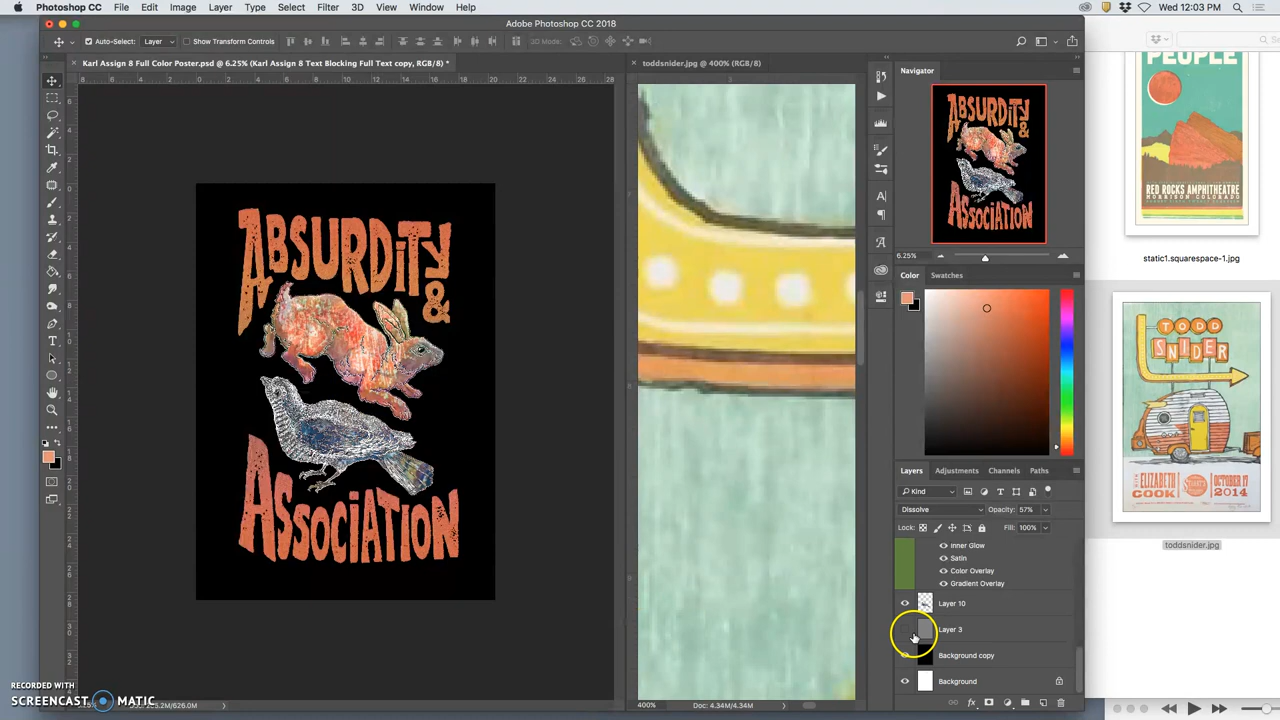 Photoshop CC File Edit Image Layer Type Select Filter 3D View Window Help Wed 12:03 PM
Adobe Photoshop CC 2018
Auto-Select: Layer Show Transform Controls 3D Mode:
Karl Assign 8 Full Color Poster.psd @ 6.25% (Karl Assign 8 Text Blocking Full Text copy, RGB/8) *
toddsnider.jpg @ 400% (RGB/8)
Navigator
ABSURDITY
&
ASSOCIATION
6.25%
Color Swatches
Layers Adjustments Channels Paths
Kind
Dissolve Opacity: 57%
Lock: Fill: 100%
Inner Glow
Satin
Color Overlay
Gradient Overlay
Layer 10
Layer 3
Background copy
Background
400% Doc: 4.34M/4.34M
PEOPLE
RED ROCKS AMPHITHEATRE
MORRISON COLORADO
static1.squarespace-1.jpg
TODD
SNIDER
ELIZABETH
COOK
OCTOBER 17
2014
toddsnider.jpg
MADE WITH
SCREENCAST MATIC